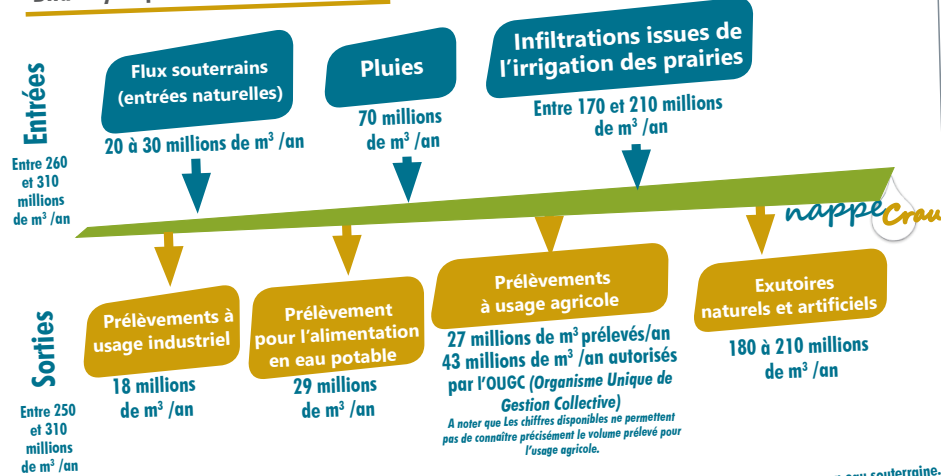 Entrées
Entre 260
et 310
millions
de m³ /an
Flux souterrains
(entrées naturelles)
20 à 30 millions de m³ /an
Pluies
70 millions
de m³ /an
Infiltrations issues de
l'irrigation des prairies
Entre 170 et 210 millions
de m³ /an
nappe Crau
Sorties
Entre 250
et 310
millions
de m³ /an
Prélèvements à
usage industriel
18 millions
de m³ /an
Prélèvement
pour l'alimentation
en eau potable
29 millions
de m³ /an
Prélèvements
à usage agricole
27 millions de m³ prélevés/an
43 millions de m³ /an autorisés
par l'OUGC (Organisme Unique de
Gestion Collective)
A noter que Les chiffres disponibles ne permettent
pas de connaître précisément le volume prélevé pour
l'usage agricole.
Exutoires
naturels et artificiels
180 à 210 millions
de m³ /an
eau souterraine.